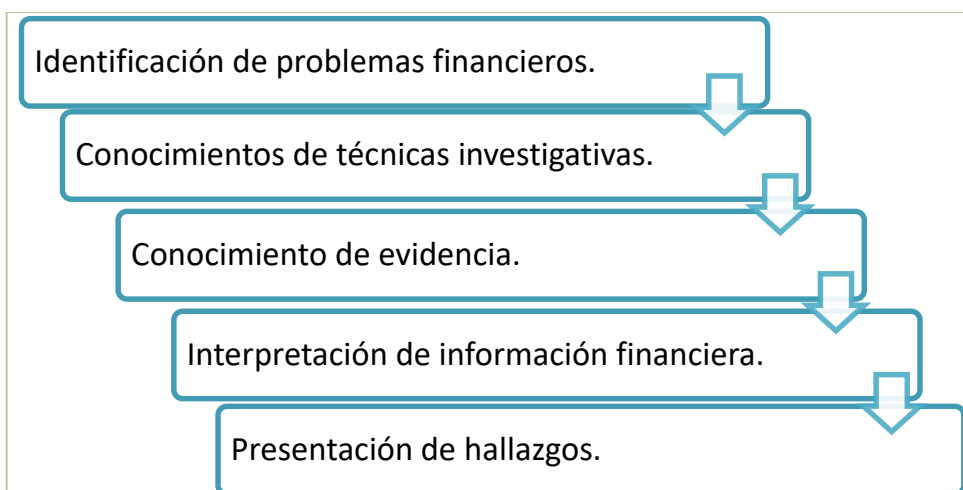 Identificación de problemas financieros.
Conocimientos de técnicas investigativas.
Conocimiento de evidencia.
Interpretación de información financiera.
Presentación de hallazgos.